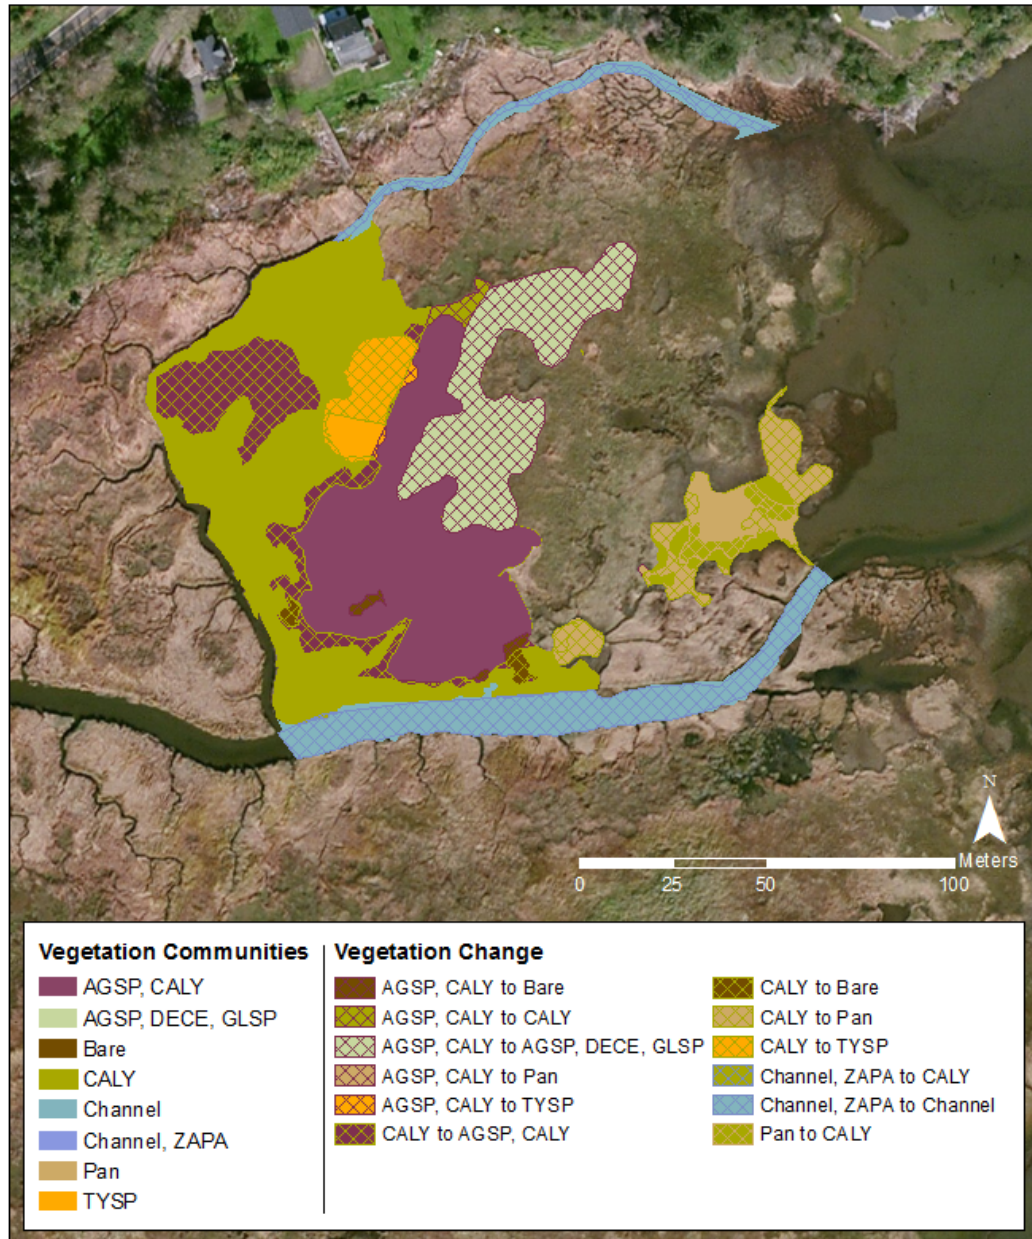 N
Meters
0 25 50 100
Vegetation Communities
AGSP, CALY
AGSP, DECE, GLSP
Bare
CALY
Channel
Channel, ZAPA
Pan
TYSP
Vegetation Change
AGSP, CALY to Bare
AGSP, CALY to CALY
AGSP, CALY to AGSP, DECE, GLSP
AGSP, CALY to Pan
AGSP, CALY to TYSP
CALY to AGSP, CALY
CALY to Bare
CALY to Pan
CALY to TYSP
Channel, ZAPA to CALY
Channel, ZAPA to Channel
Pan to CALY